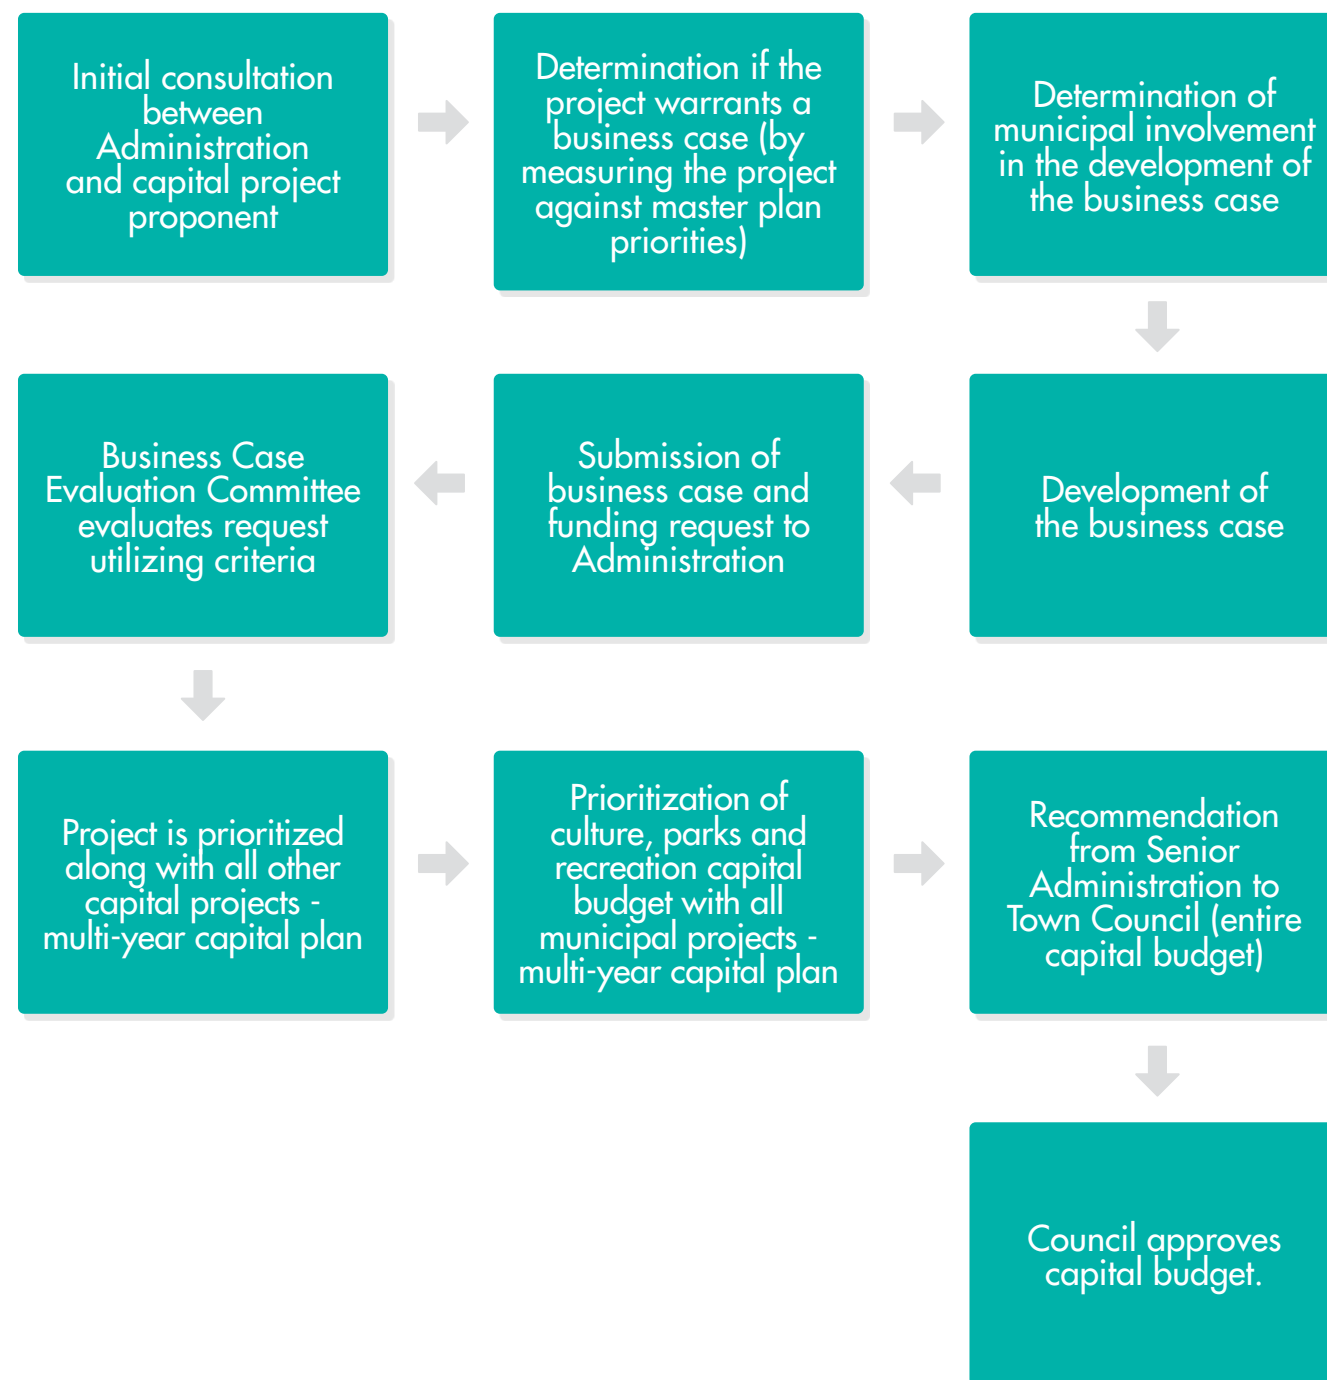 Initial consultation
between
Administration
and capital project
proponent
Determination if the
project warrants a
business case (by
measuring the project
against master plan
priorities)
Determination of
municipal involvement
in the development of
the business case
Development of
the business case
Submission of
business case and
funding request to
Administration
Business Case
Evaluation Committee
evaluates request
utilizing criteria
Project is prioritized
along with all other
capital projects -
multi-year capital plan
Prioritization of
culture, parks and
recreation capital
budget with all
municipal projects -
multi-year capital plan
Recommendation
from Senior
Administration to
Town Council (entire
capital budget)
Council approves
capital budget.